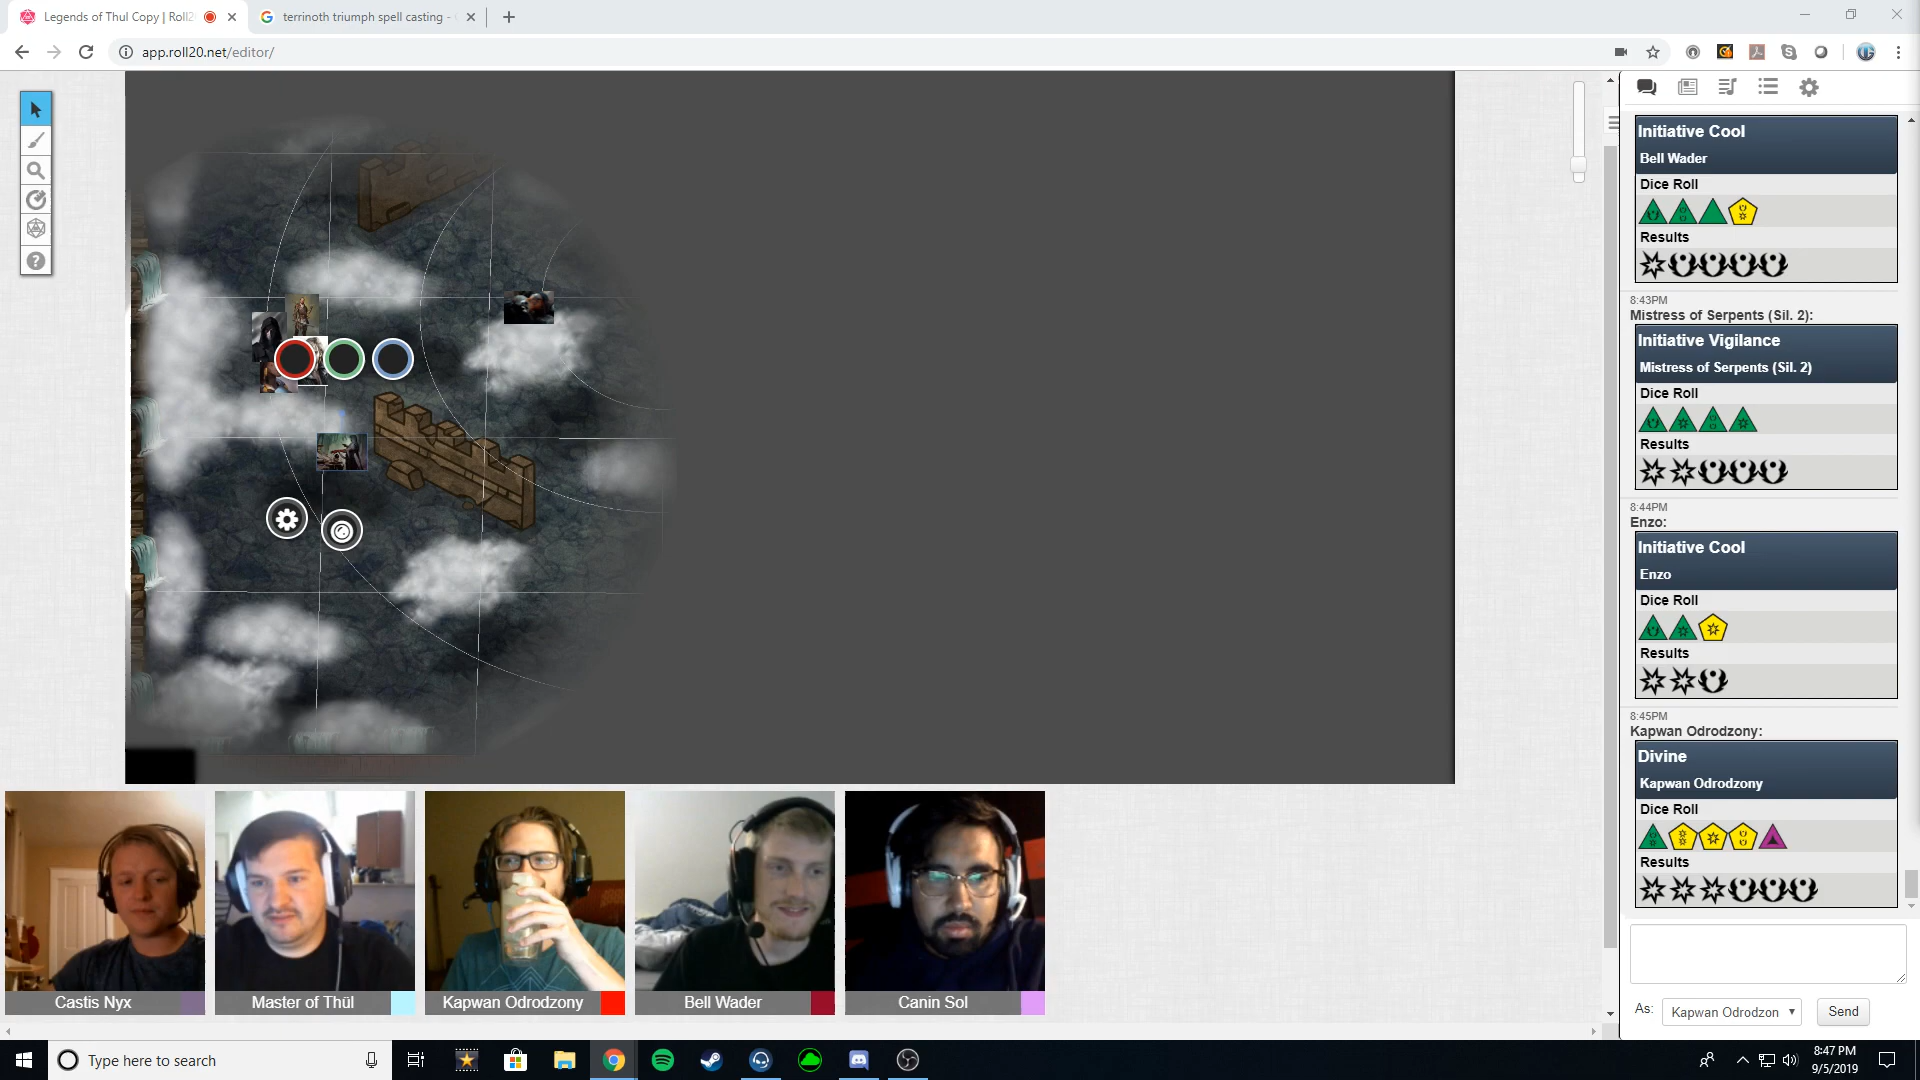 Legends of Thul Copy | Roll2
terrinoth triumph spell casting -
app.roll20.net/editor/
Initiative Cool
Bell Wader
Dice Roll
Results
8:43PM
Mistress of Serpents (Sil. 2):
Initiative Vigilance
Mistress of Serpents (Sil. 2)
Dice Roll
Results
8:44PM
Enzo:
Initiative Cool
Enzo
Dice Roll
Results
8:45PM
Kapwan Odrodzony:
Divine
Kapwan Odrodzony
Dice Roll
Results
As:
Kapwan Odrodzon
Send
Castis Nyx
Master of Thül
Kapwan Odrodzony
Bell Wader
Canin Sol
Type here to search
8:47 PM
9/5/2019